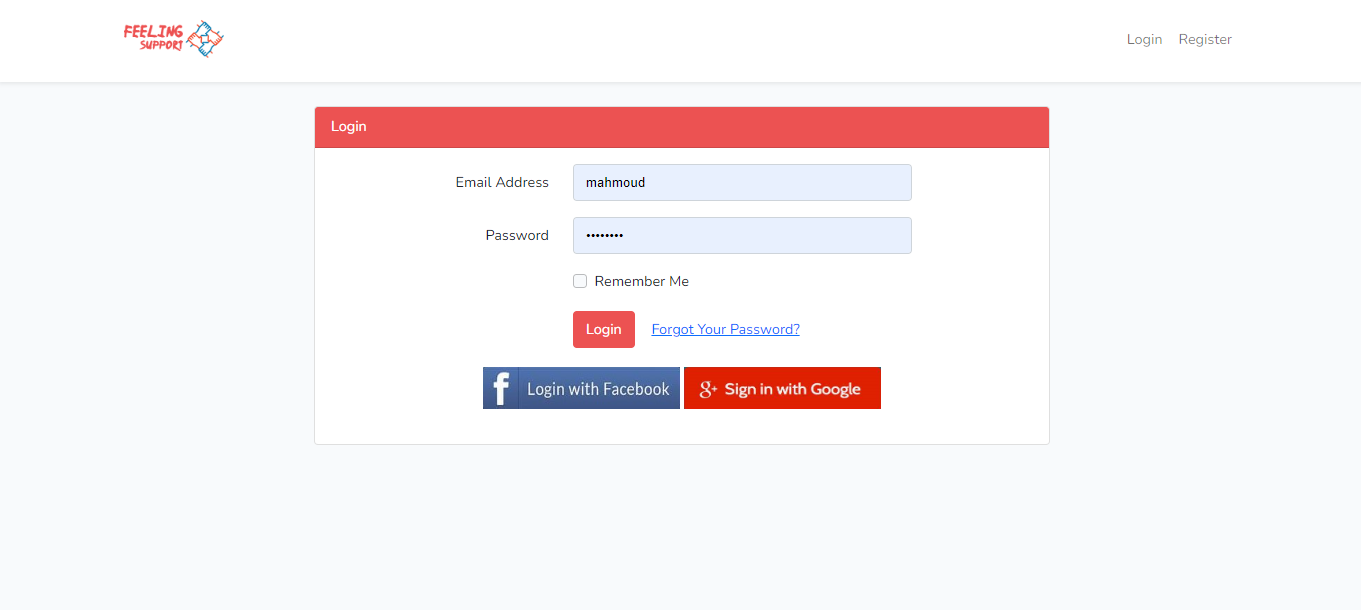 FEELING
SUPPORT
Login Register
Login
Email Address mahmoud
Password ••••••••
Remember Me
Login Forgot Your Password?
f Login with Facebook g+ Sign in with Google